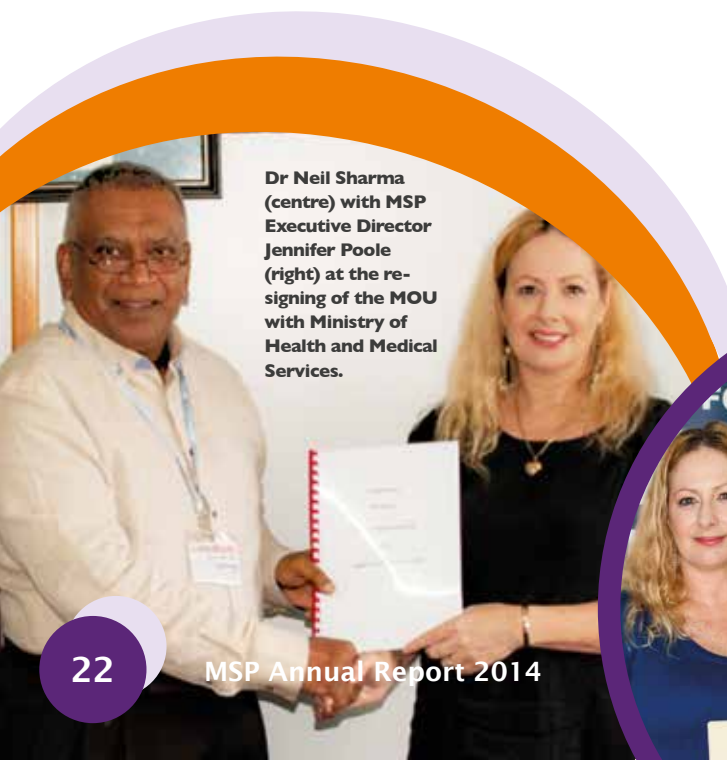 Dr Neil Sharma
(centre) with MSP
Executive Director
Jennifer Poole
(right) at the re-
signing of the MOU
with Ministry of
Health and Medical
Services.
22 MSP Annual Report 2014